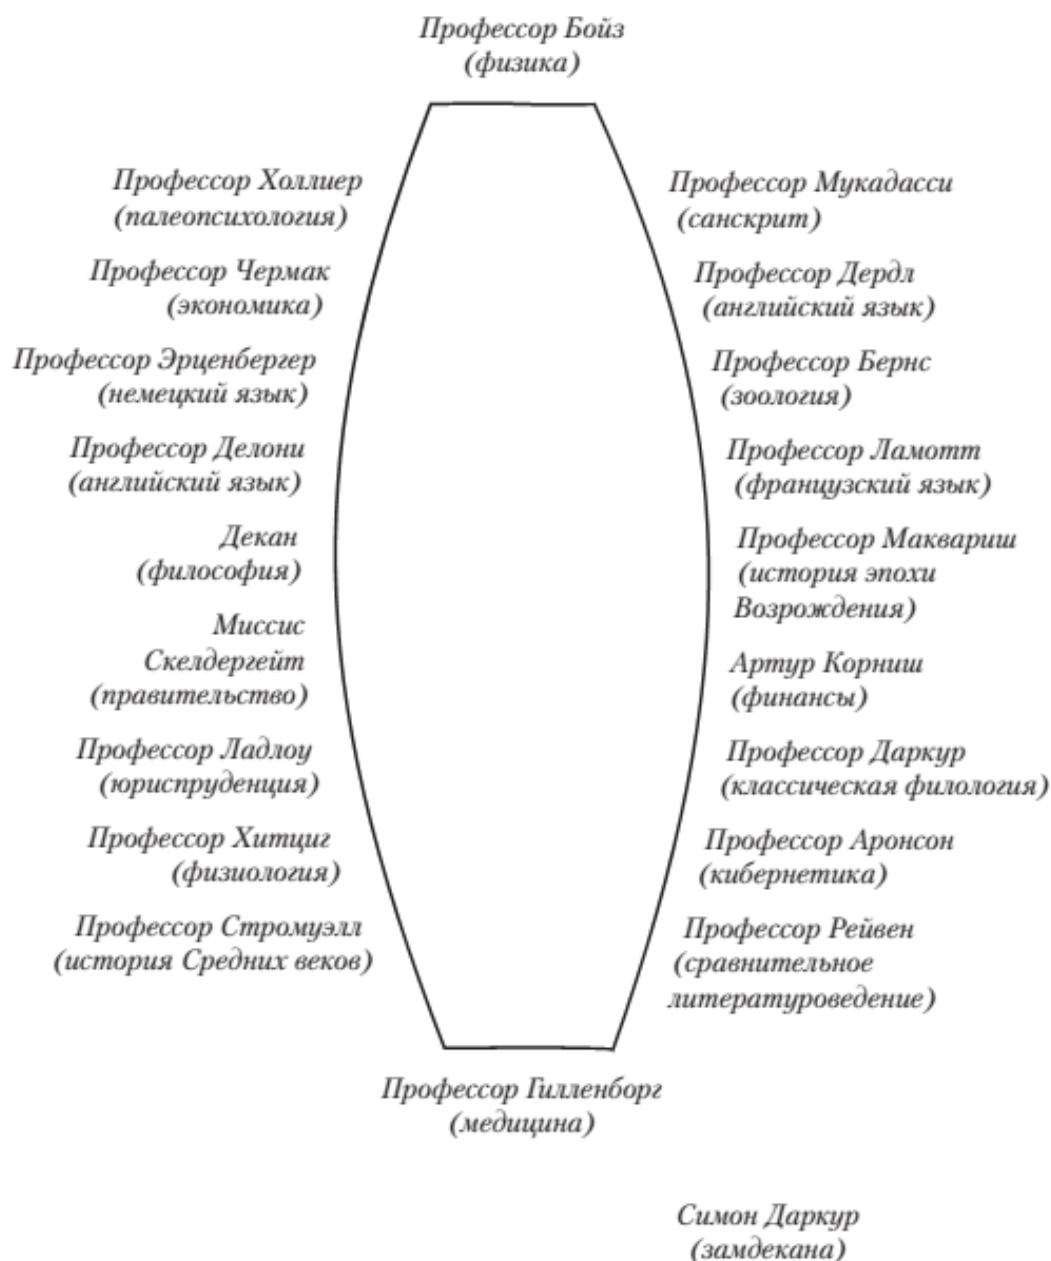 Профессор Бойз
(физика)
Профессор Холлиер
(палеопсихология)
Профессор Чермак
(экономика)
Профессор Эрценбергер
(немецкий язык)
Профессор Делони
(английский язык)
Декан
(философия)
Миссис
Скелдергейт
(правительство)
Профессор Ладлоу
(юриспруденция)
Профессор Хитциг
(физиология)
Профессор Стромуэлл
(история Средних веков)
Профессор Мукадасси
(санскрит)
Профессор Дердл
(английский язык)
Профессор Бернс
(зоология)
Профессор Ламотт
(французский язык)
Профессор Маквариш
(история эпохи
Возрождения)
Артур Корниш
(финансы)
Профессор Даркур
(классическая филология)
Профессор Аронсон
(кибернетика)
Профессор Рейвен
(сравнительное
литературоведение)
Профессор Гилленборг
(медицина)
Симон Даркур
(замдекана)